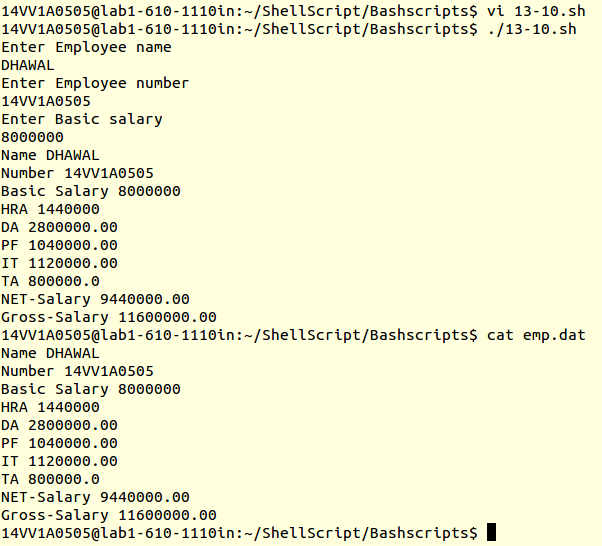 14VV1A0505@lab1-610-1110in:~/ShellScript/Bashscripts$ vi 13-10.sh
14VV1A0505@lab1-610-1110in:~/ShellScript/Bashscripts$ ./13-10.sh
Enter Employee name
DHAWAL
Enter Employee number
14VV1A0505
Enter Basic salary
8000000
Name DHAWAL
Number 14VV1A0505
Basic Salary 8000000
HRA 1440000
DA 2800000.00
PF 1040000.00
IT 1120000.00
TA 800000.0
NET-Salary 9440000.00
Gross-Salary 11600000.00
14VV1A0505@lab1-610-1110in:~/ShellScript/Bashscripts$ cat emp.dat
Name DHAWAL
Number 14VV1A0505
Basic Salary 8000000
HRA 1440000
DA 2800000.00
PF 1040000.00
IT 1120000.00
TA 800000.0
NET-Salary 9440000.00
Gross-Salary 11600000.00
14VV1A0505@lab1-610-1110in:~/ShellScript/Bashscripts$